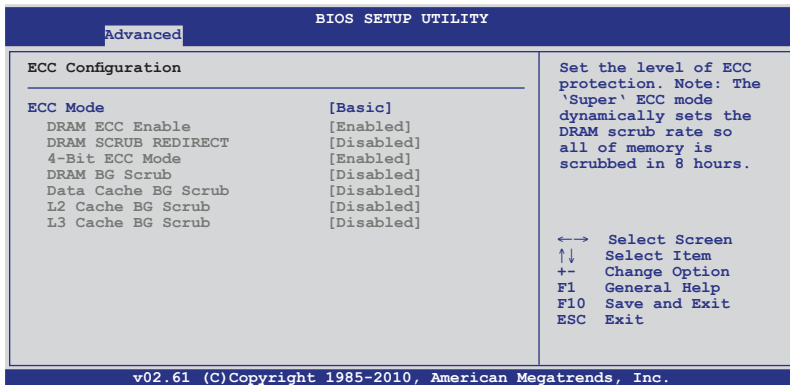 BIOS SETUP UTILITY
Advanced
ECC Configuration
ECC Mode [Basic]
DRAM ECC Enable [Enabled]
DRAM SCRUB REDIRECT [Disabled]
4-Bit ECC Mode [Enabled]
DRAM BG Scrub [Disabled]
Data Cache BG Scrub [Disabled]
L2 Cache BG Scrub [Disabled]
L3 Cache BG Scrub [Disabled]
Set the level of ECC
protection. Note: The
‘Super‘ ECC mode
dynamically sets the
DRAM scrub rate so
all of memory is
scrubbed in 8 hours.
←→ Select Screen
↑↓ Select Item
+- Change Option
F1 General Help
F10 Save and Exit
ESC Exit
v02.61 (C)Copyright 1985-2010, American Megatrends, Inc.